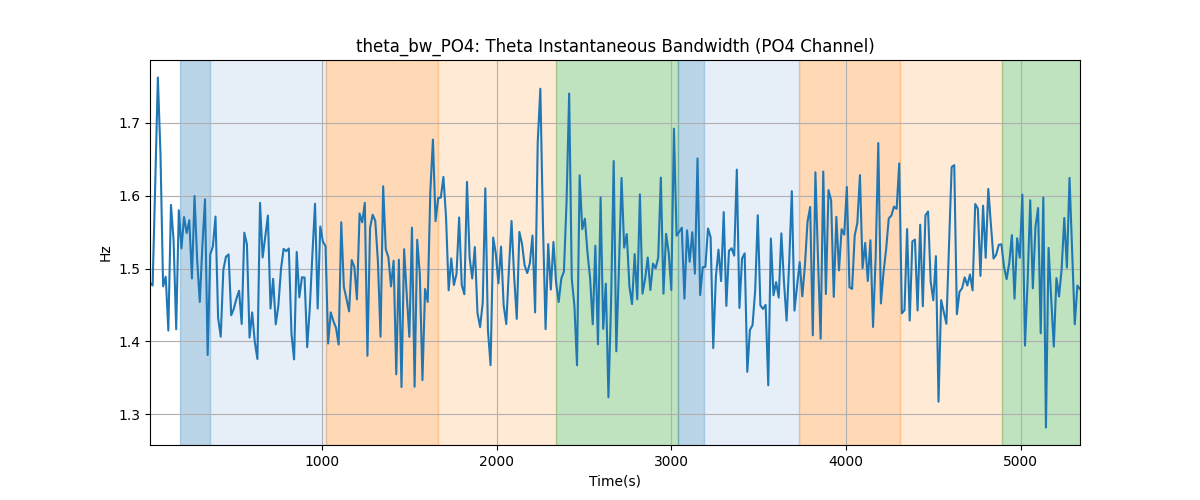 theta_bw_PO4: Theta Instantaneous Bandwidth (PO4 Channel)
Hz
1.7
1.6
1.5
1.4
1.3
1000 2000 3000 4000 5000
Time(s)